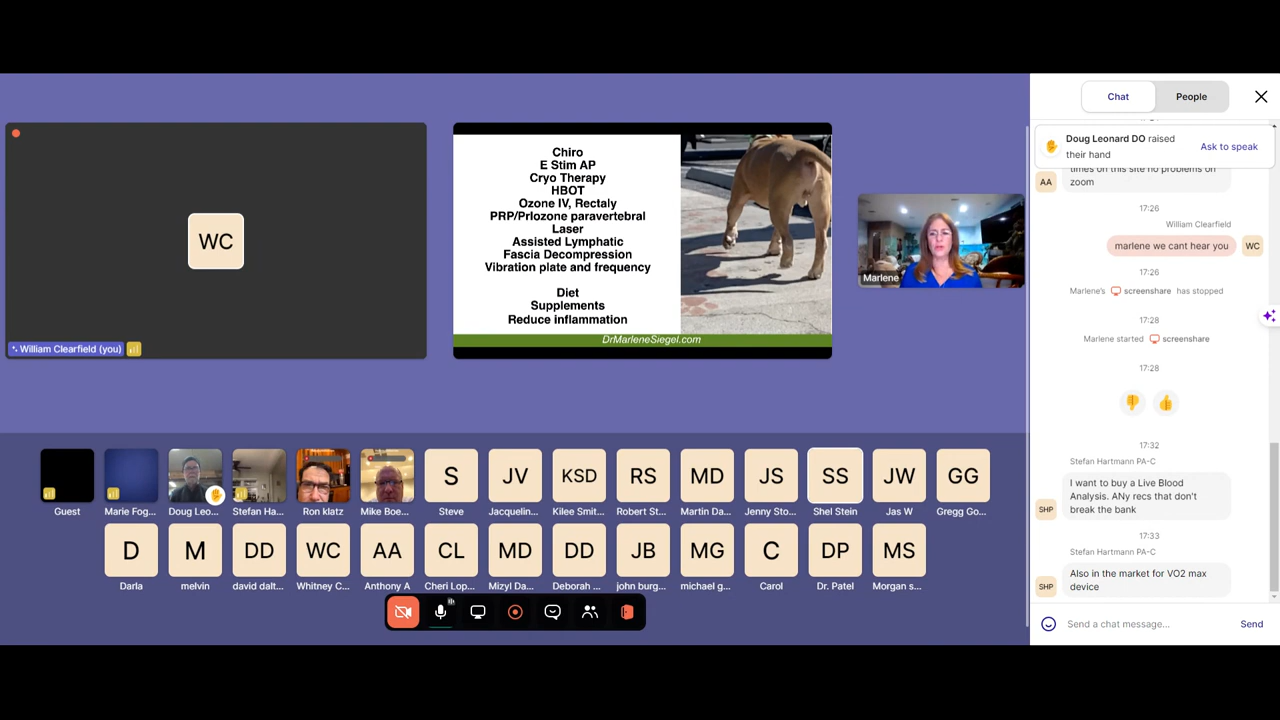 WC
William Clearfield (you)
Chiro
E Stim AP
Cryo Therapy
HBOT
Ozone IV, Rectaly
PRP/Prlozone paravertebral
Laser
Assisted Lymphatic
Fascia Decompression
Vibration plate and frequency
Diet
Supplements
Reduce inflammation
DrMarleneSiegel.com
Marlene
S
JV
KSD
RS
MD
JS
SS
JW
GG
Guest
Marie Fog...
Doug Leo...
Stefan Ha...
Ron klatz
Mike Boe...
Steve
Jacquelin...
Kilee Smit...
Robert St...
Martin Da...
Jenny Sto...
Shel Stein
Jas W
Gregg Go...
D
M
DD
WC
AA
CL
MD
DD
JB
MG
C
DP
MS
Darla
melvin
david dalt...
Whitney C...
Anthony A
Cheri Lop...
Mizyl Da...
Deborah ...
john burg...
michael g...
Carol
Dr. Patel
Morgan s...
Chat
People
Doug Leonard DO raised
their hand
Ask to speak
times on this site no problems on
zoom
AA
17:26
William Clearfield
marlene we cant hear you
WC
17:26
Marlene's screenshare has stopped
17:28
Marlene started screenshare
17:28
17:32
Stefan Hartmann PA-C
I want to buy a Live Blood
Analysis. ANy recs that don't
break the bank
SHP
17:33
Stefan Hartmann PA-C
Also in the market for VO2 max
device
SHP
Send a chat message...
Send